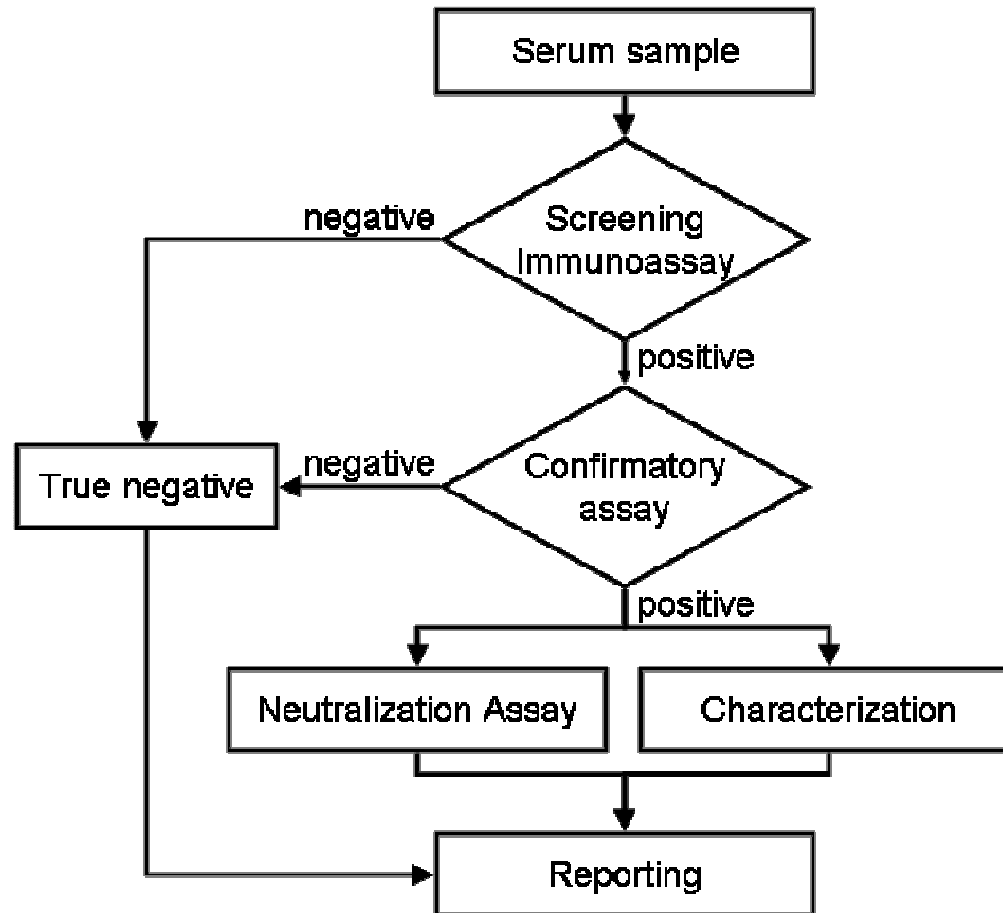 Serum sample
negative
Screening
Immunoassay
positive
True negative
negative
Confirmatory
assay
positive
Neutralization Assay
Characterization
Reporting